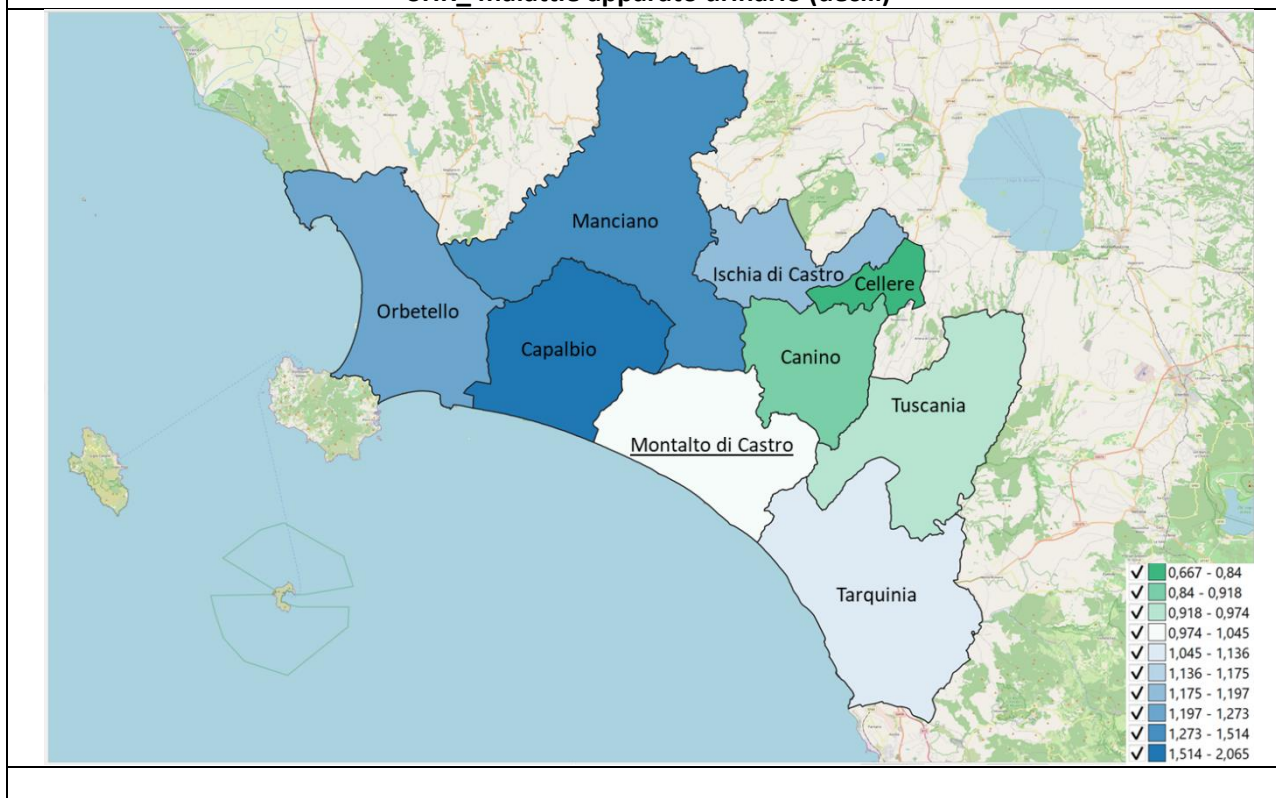 Manciano
Ischia di Castro
Cellere
Orbetello
Capalbio
Canino
Tuscania
Montalto di Castro
Tarquinia
0,667 - 0,84
0,84 - 0,918
0,918 - 0,974
0,974 - 1,045
1,045 - 1,136
1,136 - 1,175
1,175 - 1,197
1,197 - 1,273
1,273 - 1,514
1,514 - 2,065